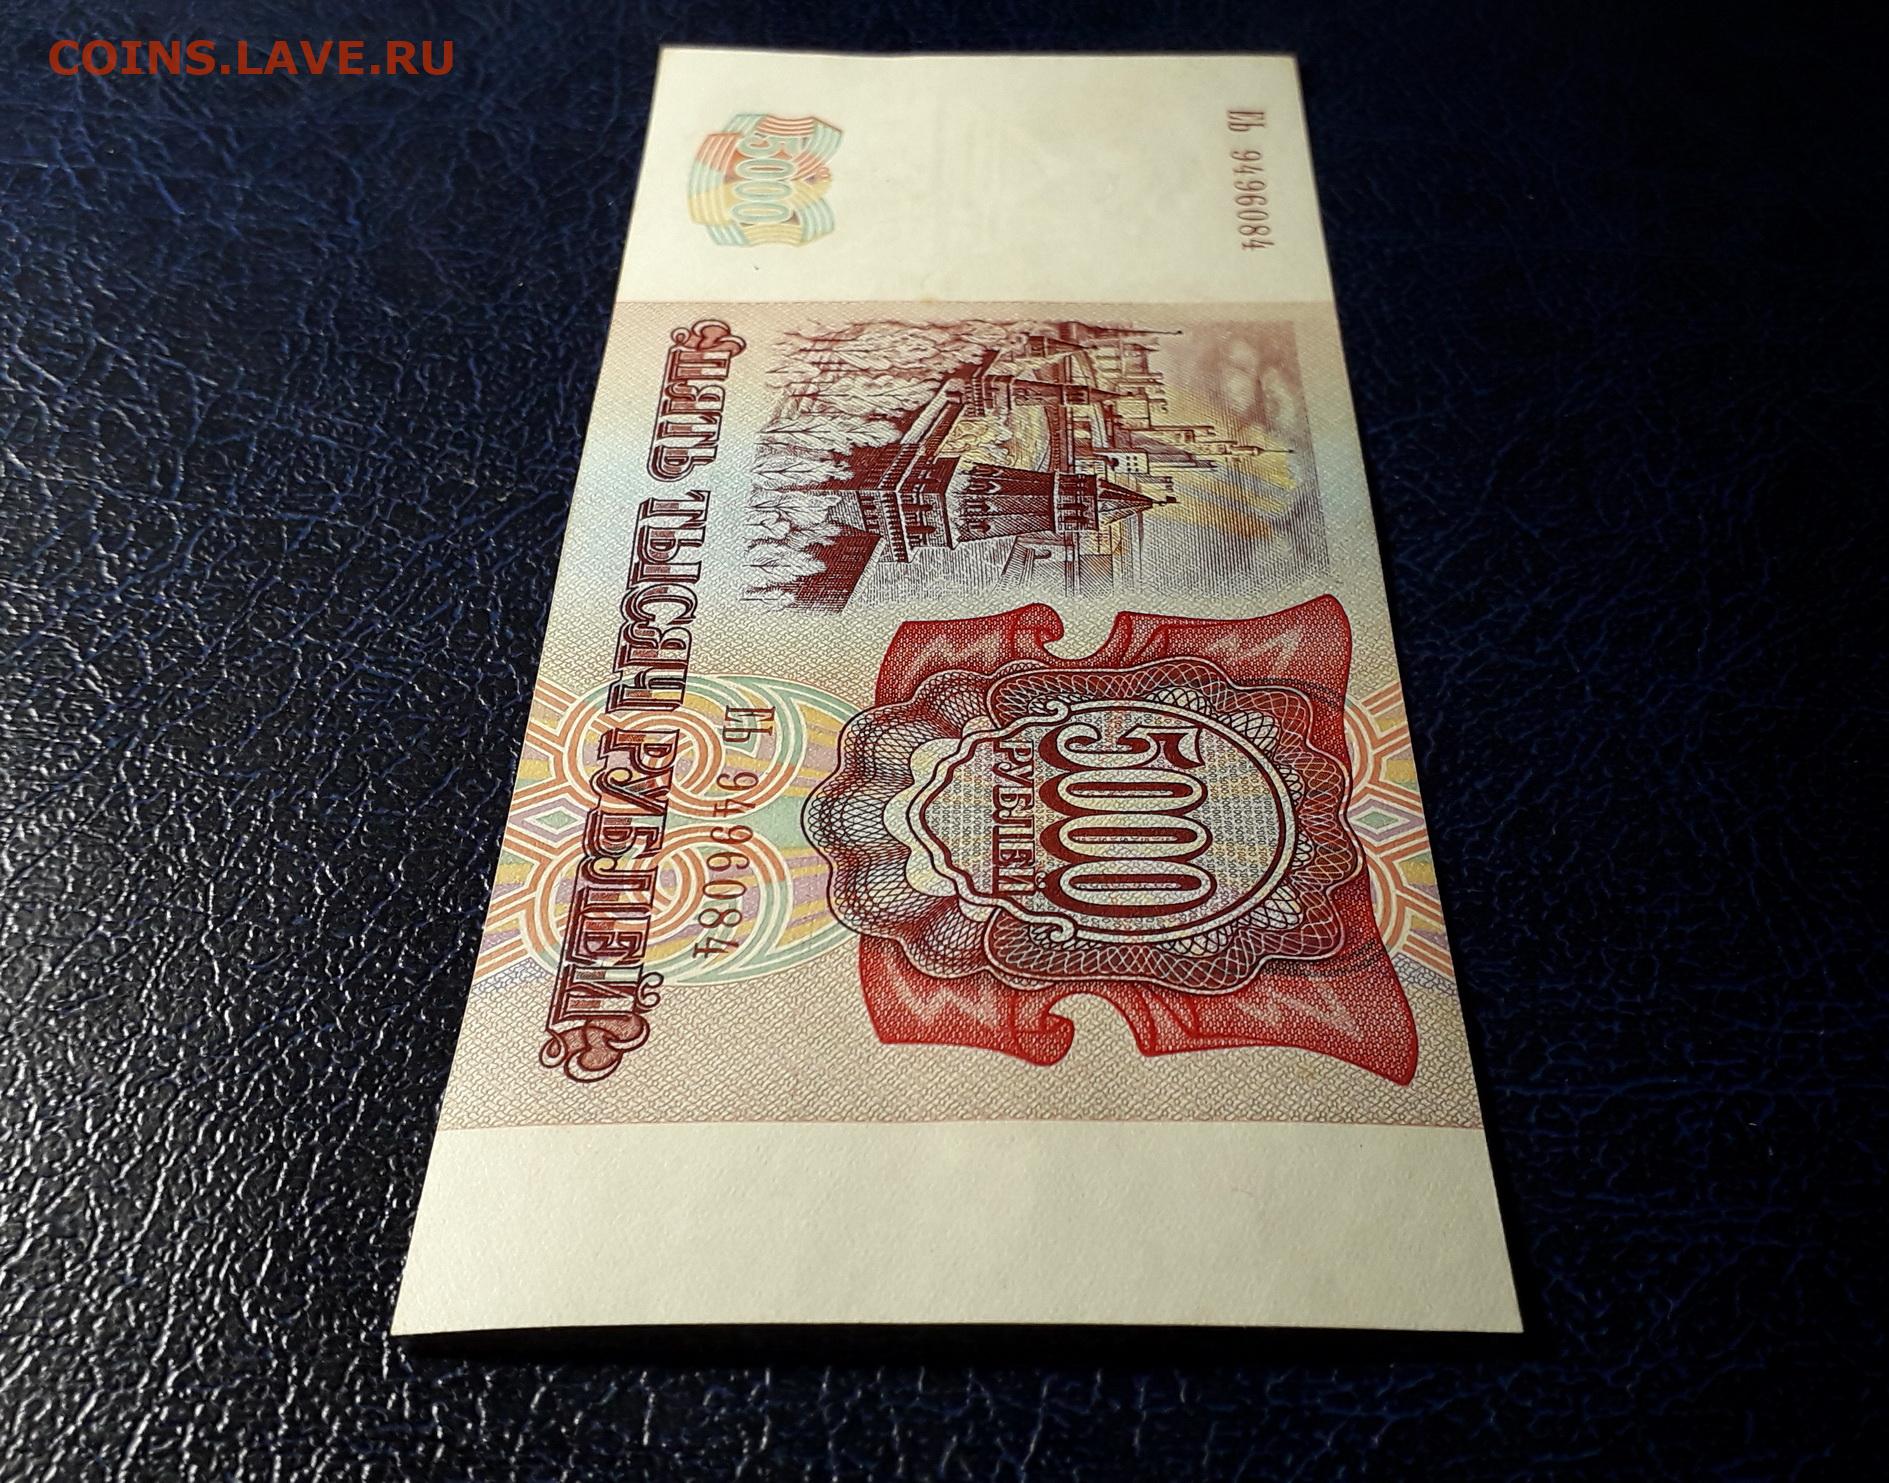 COINS.LAVE.RU
ЕЬ 9496084
5000
РУБЛЕЙ
ЕЬ 9496084
5000
ПЯТЬ ТЫСЯЧ РУБЛЕЙ